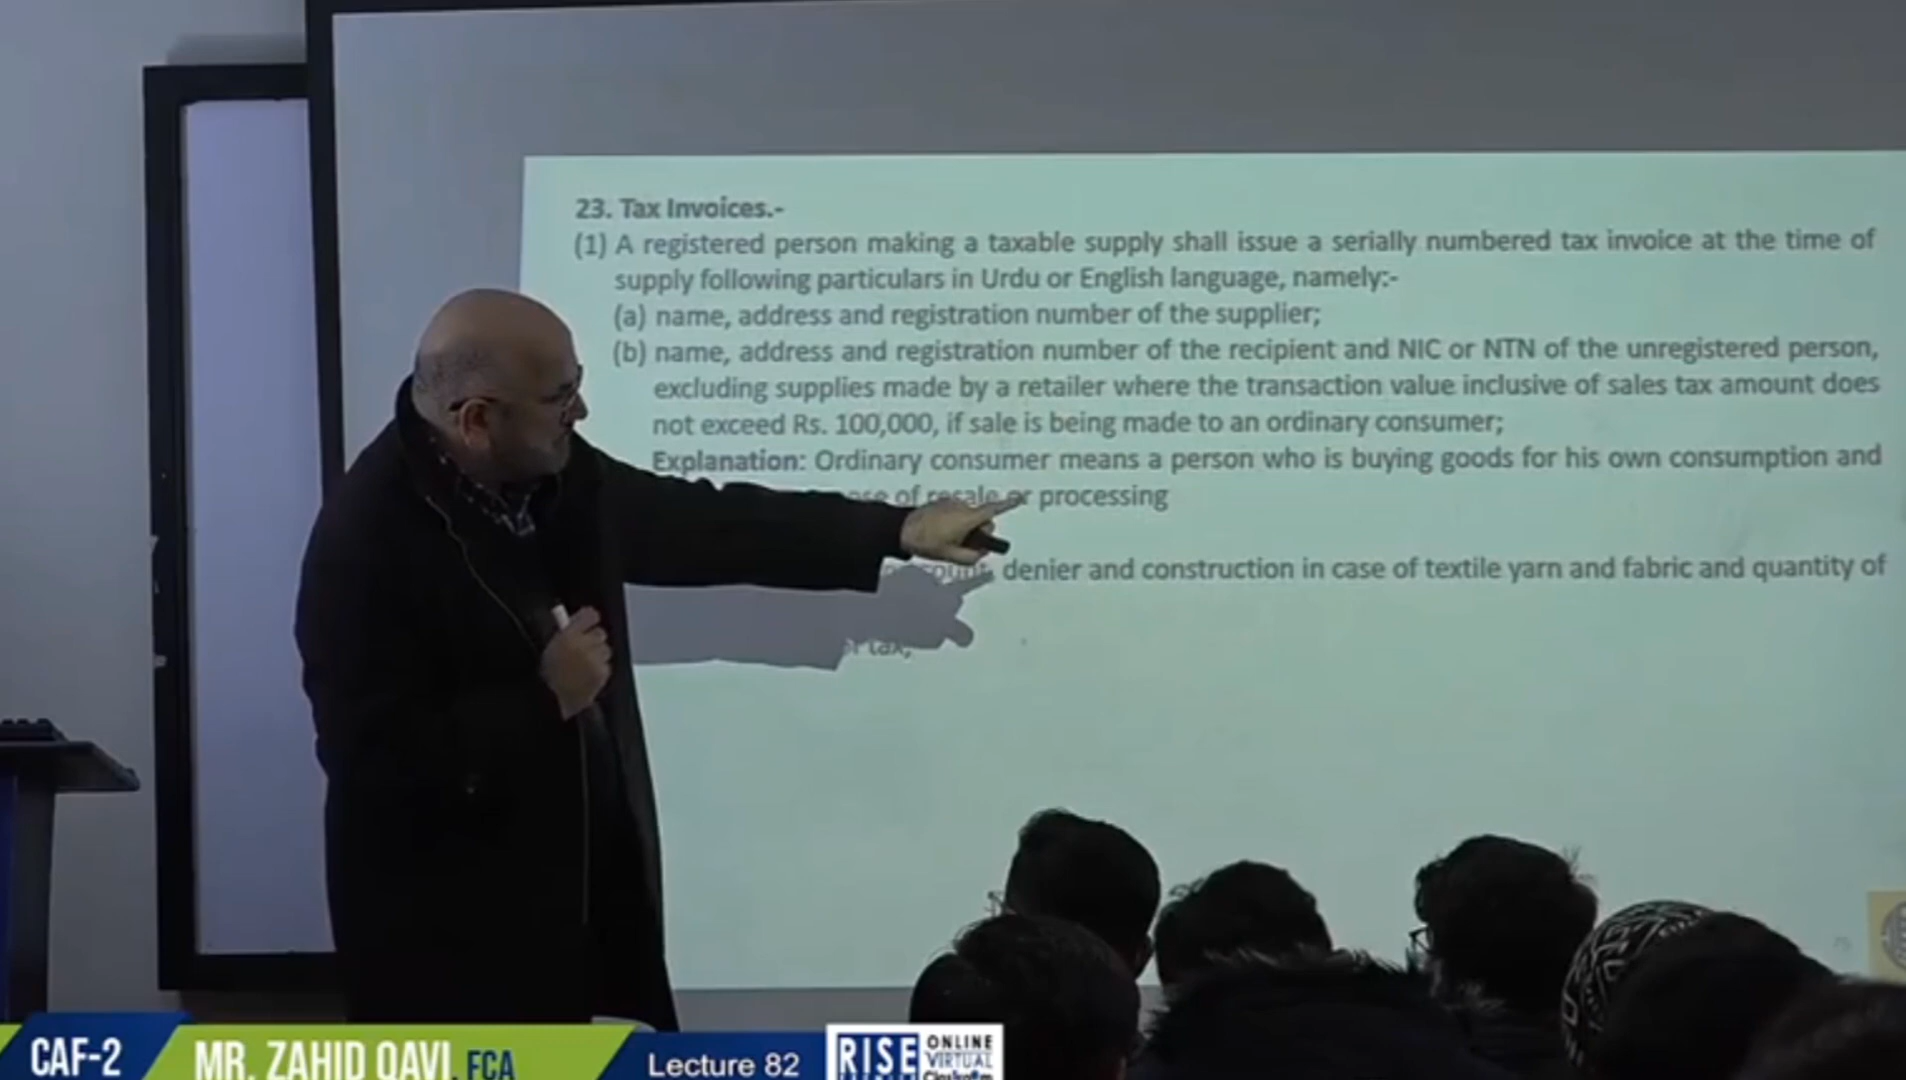 23. Tax Invoices.-
(1) A registered person making a taxable supply shall issue a serially numbered tax invoice at the time of
supply following particulars in Urdu or English language, namely:-
(a) name, address and registration number of the supplier;
(b) name, address and registration number of the recipient and NIC or NTN of the unregistered person,
excluding supplies made by a retailer where the transaction value inclusive of sales tax amount does
not exceed Rs. 100,000, if sale is being made to an ordinary consumer;
Explanation: Ordinary consumer means a person who is buying goods for his own consumption and
of resale or processing
denier and construction in case of textile yarn and fabric and quantity of
tax;
CAF-2
MR. ZAHID QAVI, FCA
Lecture 82
RISE
ONLINE
VIRTUAL